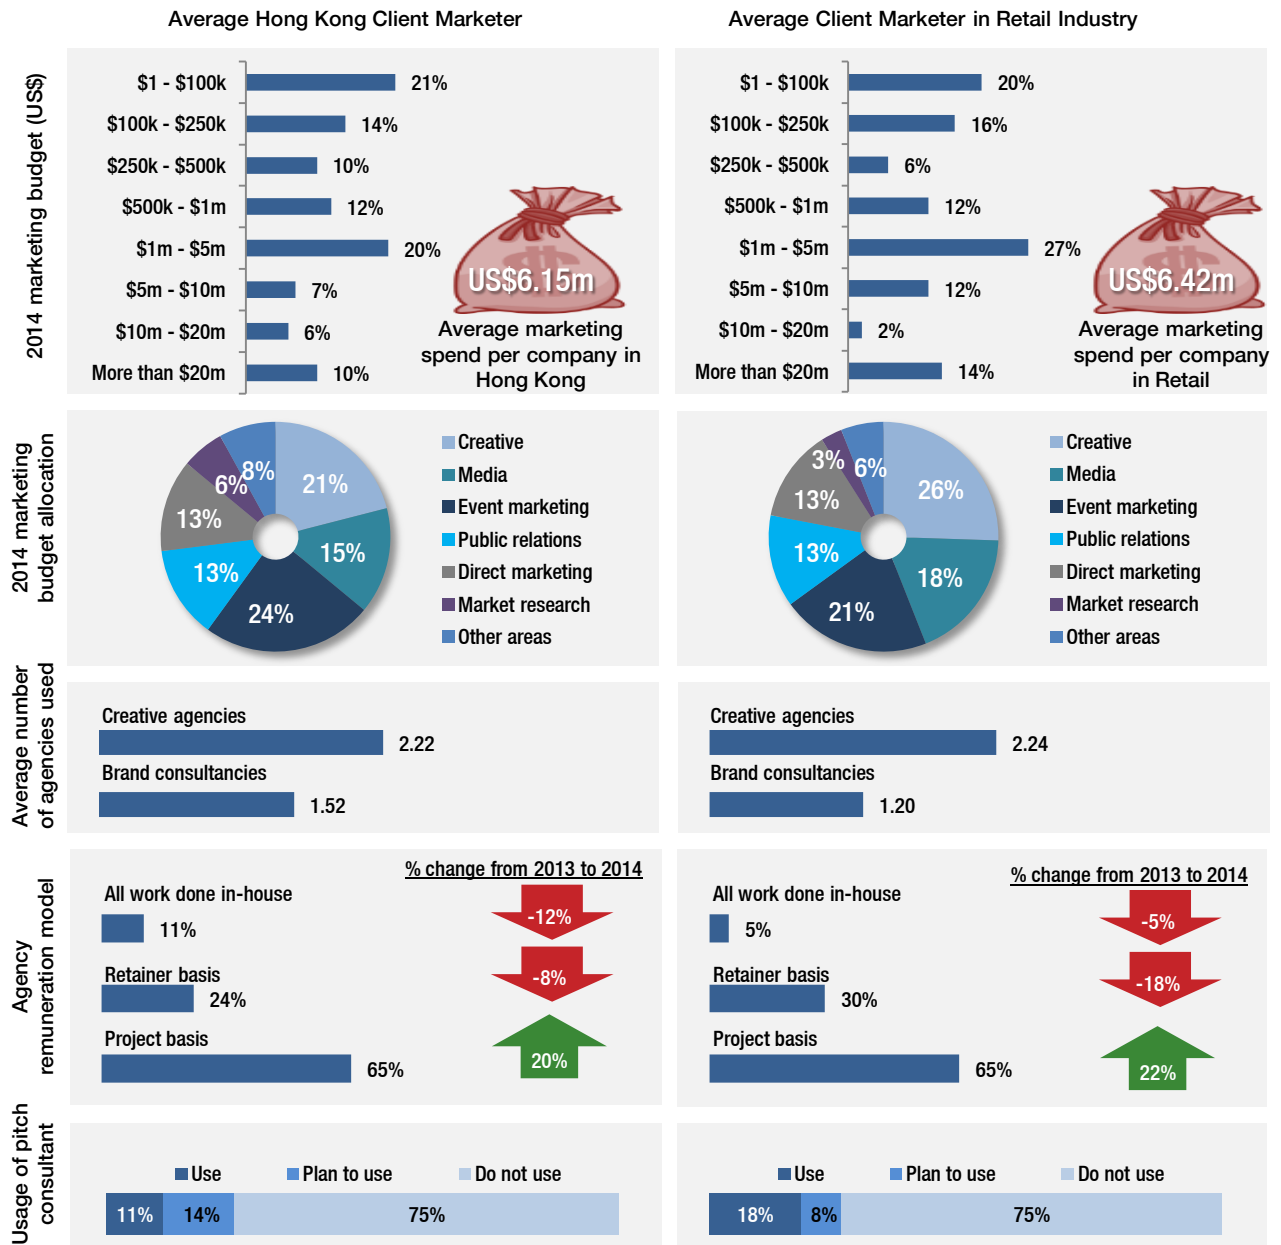 Average Hong Kong Client Marketer
Average Client Marketer in Retail Industry
2014 marketing budget (US$)
$1 - $100k 21%
$100k - $250k 14%
$250k - $500k 10%
$500k - $1m 12%
$1m - $5m 20%
$5m - $10m 7%
$10m - $20m 6%
More than $20m 10%
US$6.15m
Average marketing
spend per company in
Hong Kong
$1 - $100k 20%
$100k - $250k 16%
$250k - $500k 6%
$500k - $1m 12%
$1m - $5m 27%
$5m - $10m 12%
$10m - $20m 2%
More than $20m 14%
US$6.42m
Average marketing
spend per company
in Retail
2014 marketing
budget allocation
21%
15%
24%
13%
13%
6%
8%
Creative
Media
Event marketing
Public relations
Direct marketing
Market research
Other areas
26%
18%
21%
13%
13%
3%
6%
Creative
Media
Event marketing
Public relations
Direct marketing
Market research
Other areas
Average number
of agencies used
Creative agencies
2.22
Brand consultancies
1.52
Creative agencies
2.24
Brand consultancies
1.20
Agency
remuneration model
% change from 2013 to 2014
All work done in-house
11%
-12%
Retainer basis
24%
-8%
Project basis
65%
20%
% change from 2013 to 2014
All work done in-house
5%
-5%
Retainer basis
30%
-18%
Project basis
65%
22%
Usage of pitch
consultant
Use Plan to use Do not use
11% 14% 75%
Use Plan to use Do not use
18% 8% 75%